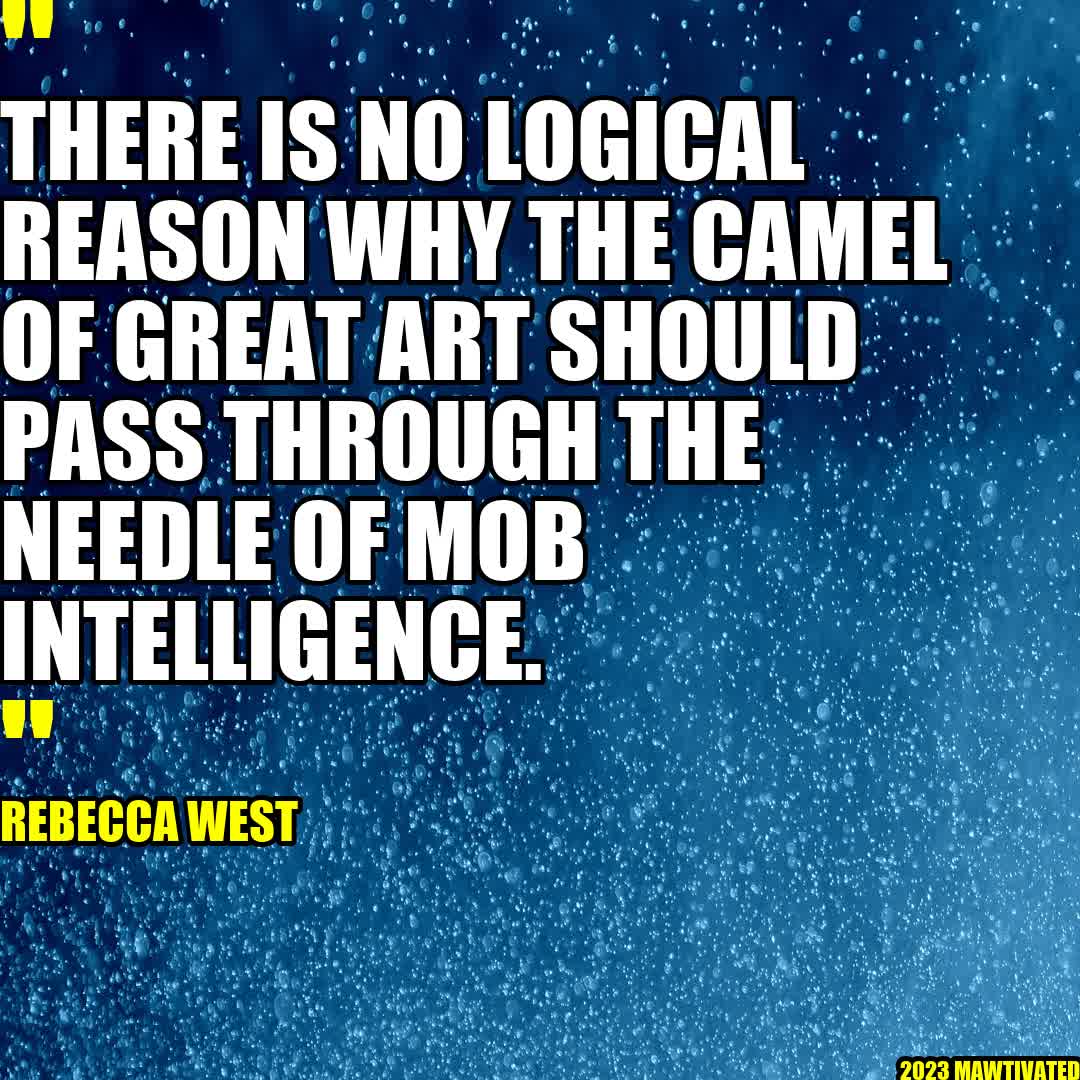 "
THERE IS NO LOGICAL
REASON WHY THE CAMEL
OF GREAT ART SHOULD
PASS THROUGH THE
NEEDLE OF MOB
INTELLIGENCE.
"
REBECCA WEST
2023 MAWTIVATED